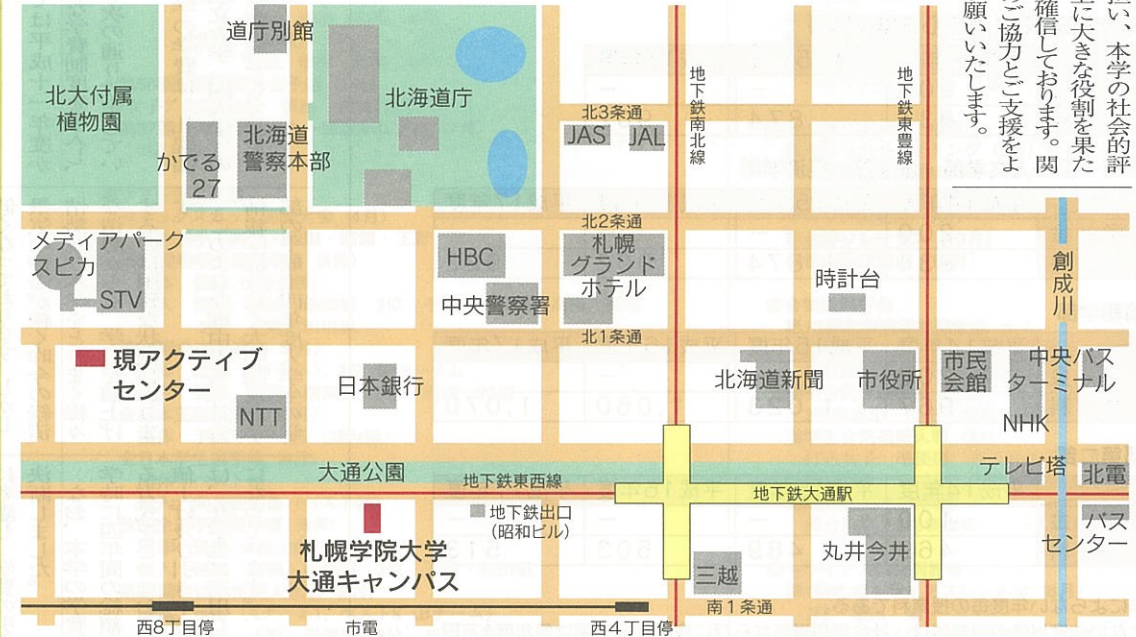 払い、本学の社会的評
に大きな役割を果た
確信しております。関
のご協力とご支援をよ
願いいたします。
道庁別館
北大付属
植物園
北海道庁
かでる
27
北海道
警察本部
北3条通
JAS
JAL
地下鉄南北線
地下鉄東豊線
北2条通
メディアパーク
スピカ
STV
HBC
中央警察署
札幌
グランド
ホテル
時計台
創成川
北1条通
現アクティブ
センター
日本銀行
NTT
北海道新聞
市役所
市民
会館
中央バス
ターミナル
NHK
大通公園
地下鉄東西線
地下鉄大通駅
テレビ塔
北電
地下鉄出口
(昭和ビル)
札幌学院大学
大通キャンパス
三越
丸井今井
バス
センター
南1条通
西8丁目停
市電
西4丁目停